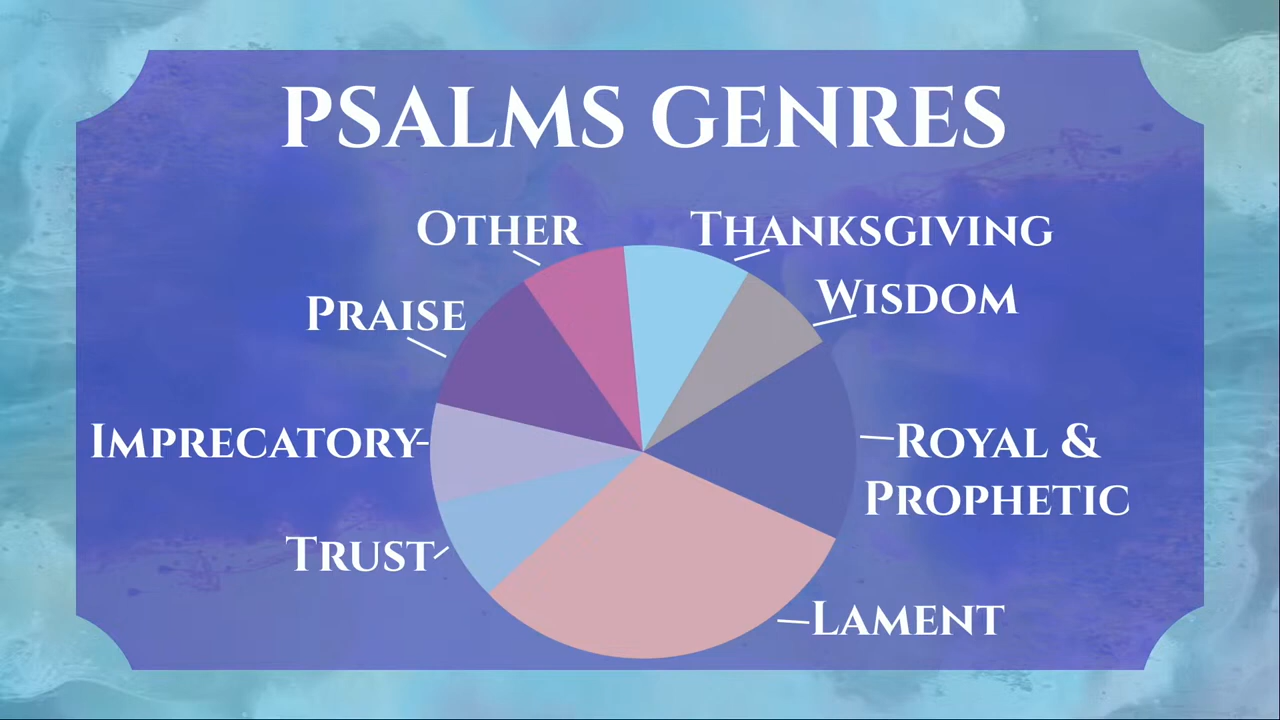 PSALMS GENRES
OTHER
THANKSGIVING
WISDOM
PRAISE
IMPRECATORY
ROYAL &
PROPHETIC
TRUST
LAMENT